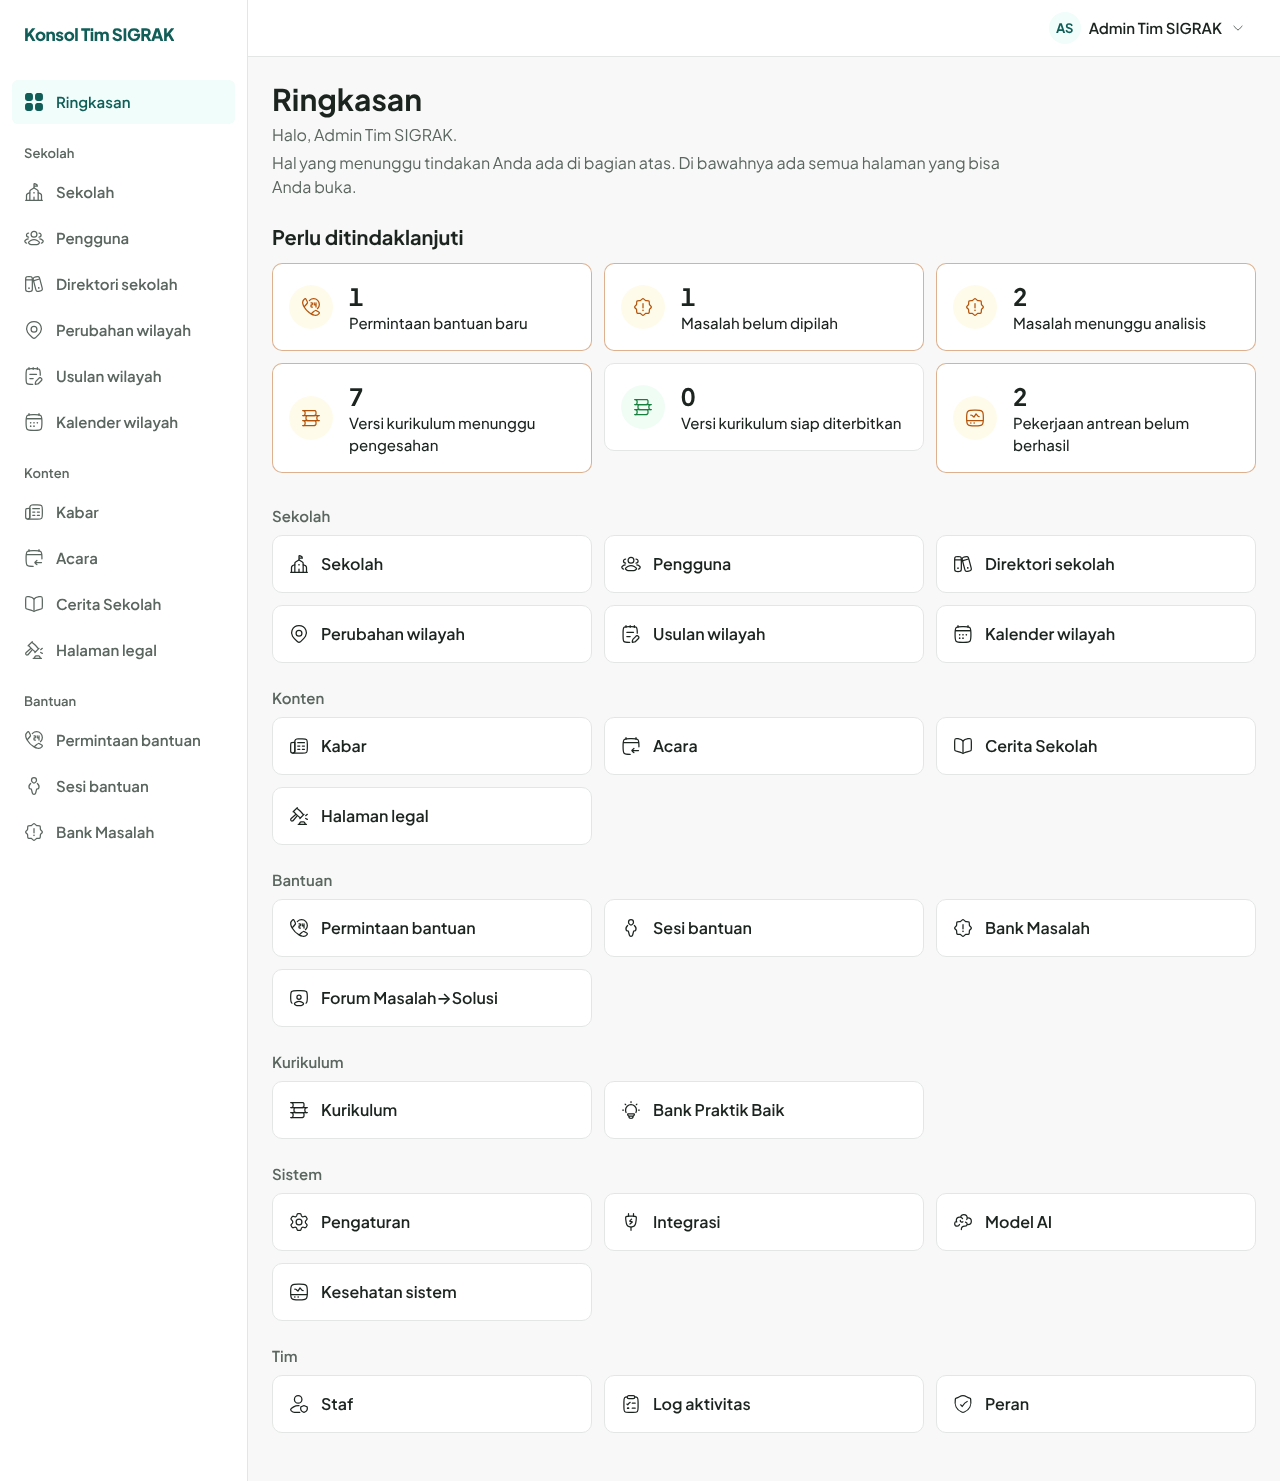 Konsol Tim SIGRAK
Ringkasan
Sekolah
Sekolah
Pengguna
Direktori sekolah
Perubahan wilayah
Usulan wilayah
Kalender wilayah
Konten
Kabar
Acara
Cerita Sekolah
Halaman legal
Bantuan
Permintaan bantuan
Sesi bantuan
Bank Masalah
AS Admin Tim SIGRAK
Ringkasan
Halo, Admin Tim SIGRAK.
Hal yang menunggu tindakan Anda ada di bagian atas. Di bawahnya ada semua halaman yang bisa
Anda buka.
Perlu ditindaklanjuti
1
Permintaan bantuan baru
1
Masalah belum dipilah
2
Masalah menunggu analisis
7
Versi kurikulum menunggu
pengesahan
0
Versi kurikulum siap diterbitkan
2
Pekerjaan antrean belum
berhasil
Sekolah
Sekolah
Pengguna
Direktori sekolah
Perubahan wilayah
Usulan wilayah
Kalender wilayah
Konten
Kabar
Acara
Cerita Sekolah
Halaman legal
Bantuan
Permintaan bantuan
Sesi bantuan
Bank Masalah
Forum Masalah→Solusi
Kurikulum
Kurikulum
Bank Praktik Baik
Sistem
Pengaturan
Integrasi
Model AI
Kesehatan sistem
Tim
Staf
Log aktivitas
Peran